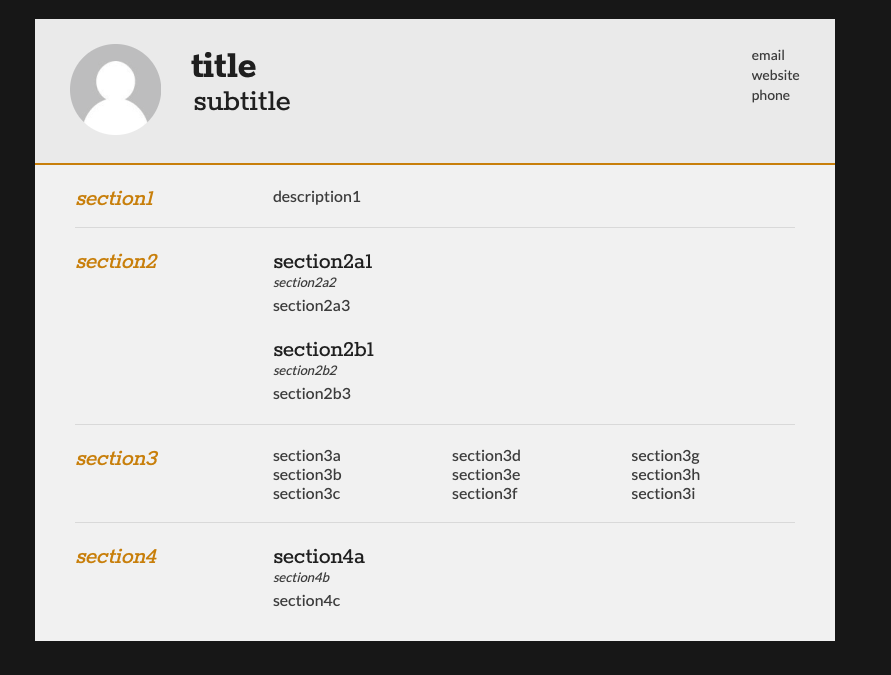 title
subtitle
email
website
phone
section1
description1
section2
section2a1
section2a2
section2a3
section2b1
section2b2
section2b3
section3
section3a
section3b
section3c
section3d
section3e
section3f
section3g
section3h
section3i
section4
section4a
section4b
section4c